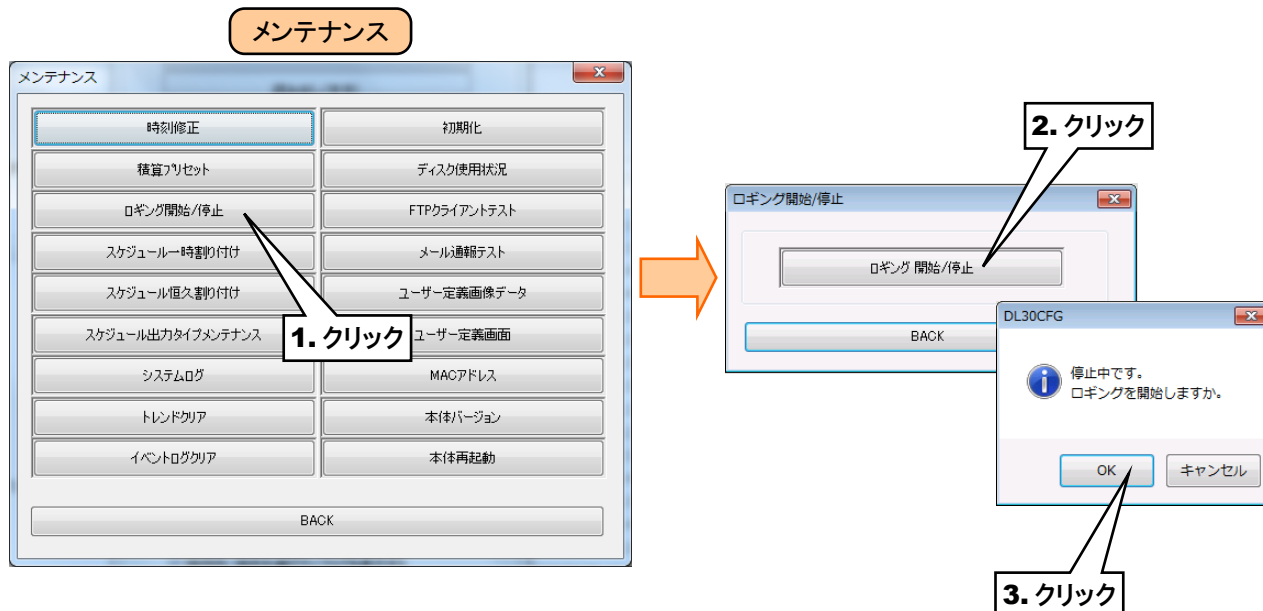 メンテナンス
メンテナンス
時刻修正
初期化
積算プリセット
ディスク使用状況
ロギング開始/停止
FTPクライアントテスト
スケジュール一時割り付け
メール通報テスト
スケジュール恒久割り付け
ユーザー定義画像データ
スケジュール出力タイプメンテナンス
ユーザー定義画面
システムログ
MACアドレス
トレンドクリア
本体バージョン
イベントログクリア
本体再起動
BACK
1. クリック
2. クリック
ロギング開始/停止
ロギング 開始/停止
BACK
DL30CFG
停止中です。
ロギングを開始しますか。
OK
キャンセル
3. クリック